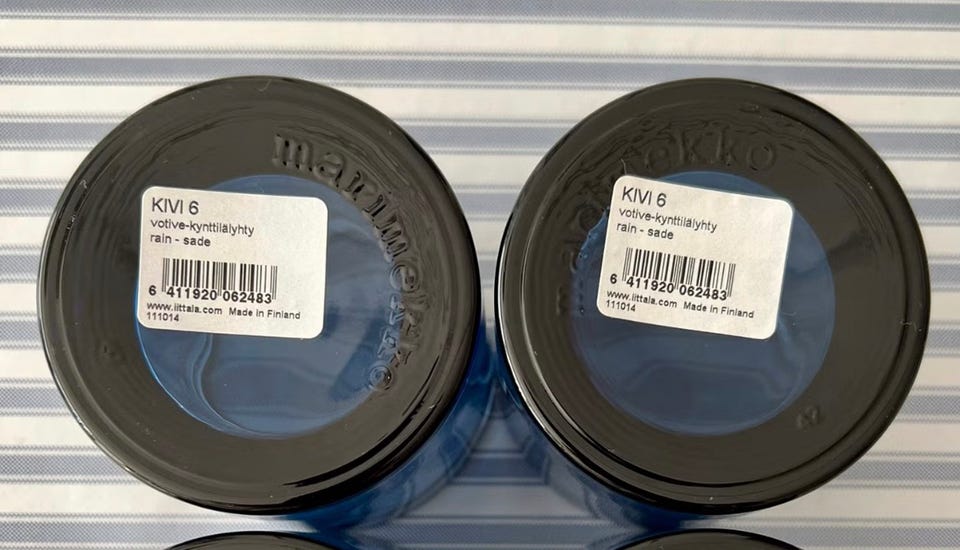 marimekko®
KIVI 6
votive-kynttilälyhty
rain - sade
6 411920 062483
www.iittala.com Made in Finland
111014
marimekko
KIVI 6
votive-kynttilälyhty
rain - sade
6 411920 062483
www.iittala.com Made in Finland
111014